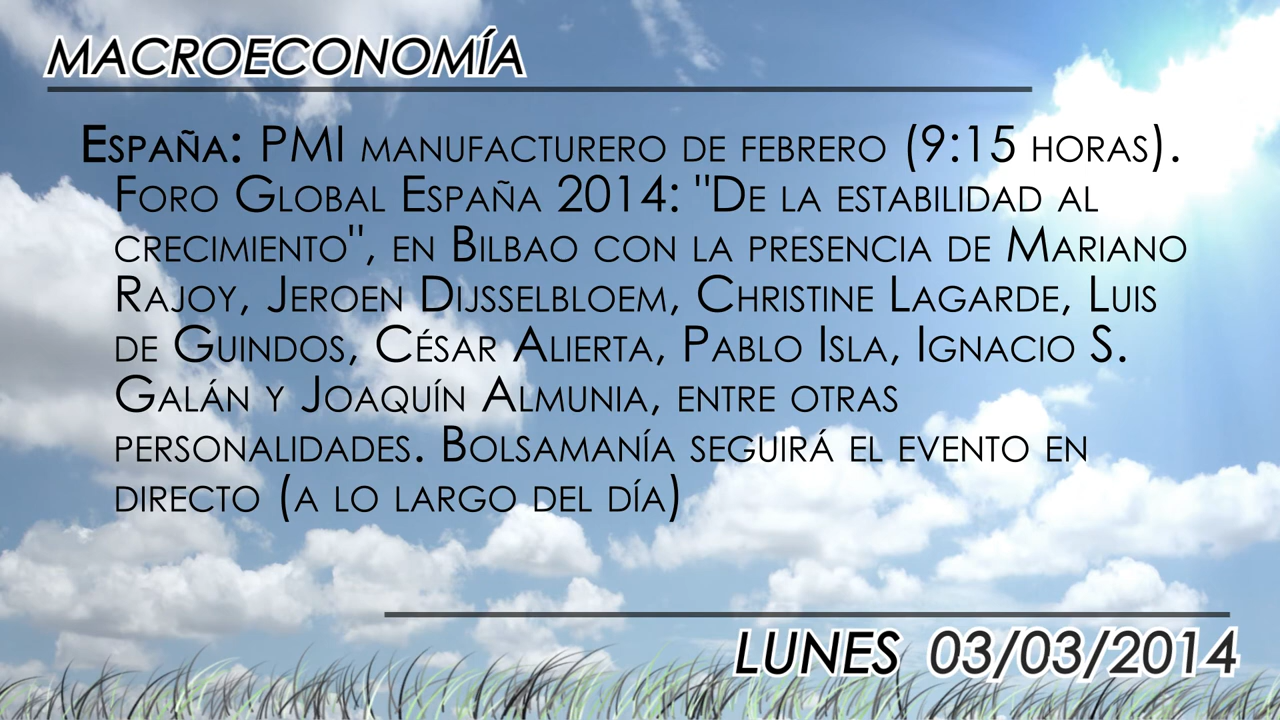 MACROECONOMÍA
ESPAÑA: PMI MANUFACTURERO DE FEBRERO (9:15 HORAS).
FORO GLOBAL ESPAÑA 2014: "DE LA ESTABILIDAD AL
CRECIMIENTO", EN BILBAO CON LA PRESENCIA DE MARIANO
RAJOY, JEROEN DIJSSELBLOEM, CHRISTINE LAGARDE, LUIS
DE GUINDOS, CÉSAR ALIERTA, PABLO ISLA, IGNACIO S.
GALÁN Y JOAQUÍN ALMUNIA, ENTRE OTRAS
PERSONALIDADES. BOLSAMANÍA SEGUIRÁ EL EVENTO EN
DIRECTO (A LO LARGO DEL DÍA)
LUNES 03/03/2014